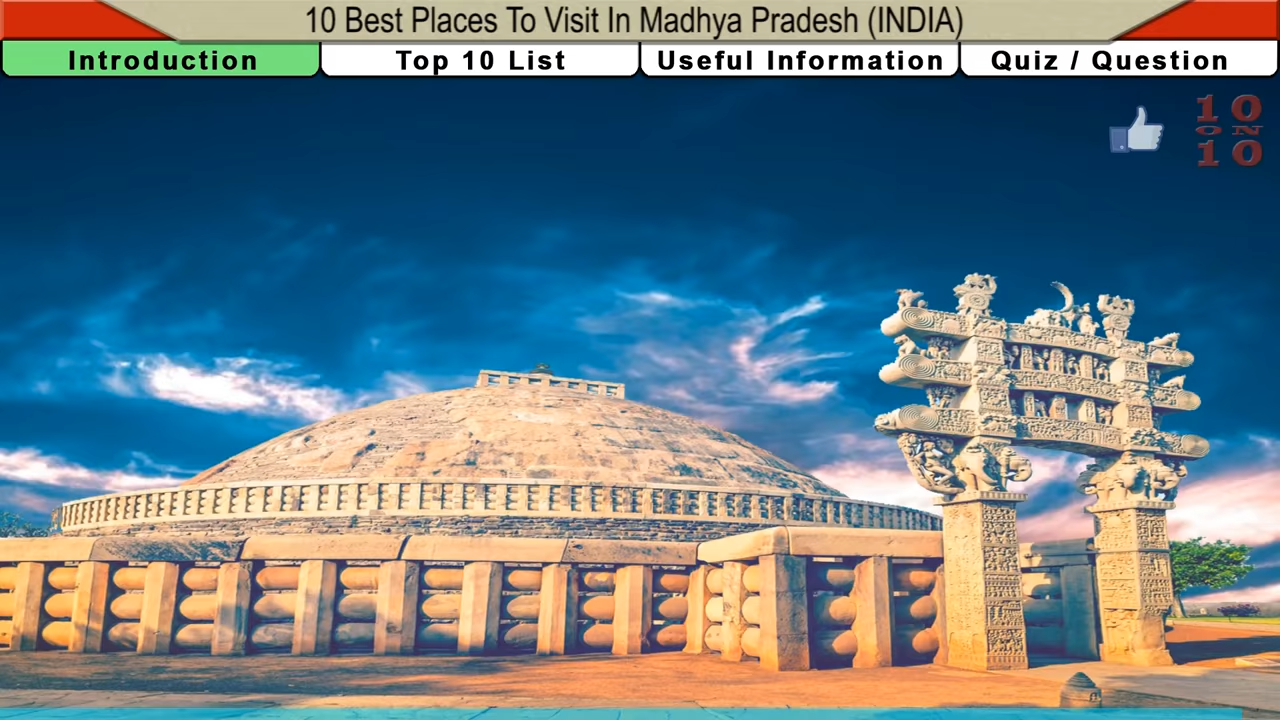 10 Best Places To Visit In Madhya Pradesh (INDIA)
Introduction
Top 10 List
Useful Information
Quiz / Question
10
ON
10